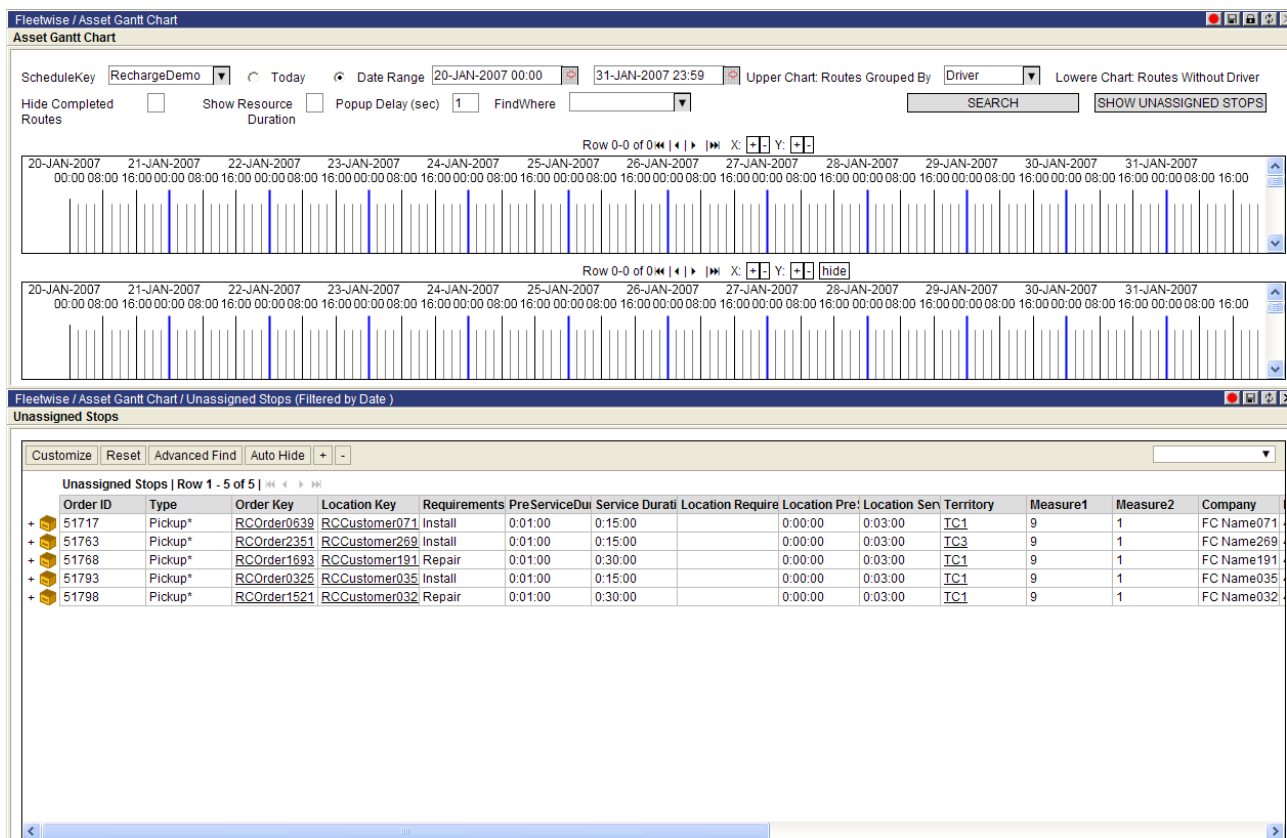 Fleetwise / Asset Gantt Chart
Asset Gantt Chart
ScheduleKey RechargeDemo Today Date Range 20-JAN-2007 00:00 31-JAN-2007 23:59 Upper Chart: Routes Grouped By Driver Lowere Chart: Routes Without Driver
Hide Completed Routes Show Resource Duration Popup Delay (sec) 1 FindWhere SEARCH SHOW UNASSIGNED STOPS
Row 0-0 of 0 X: + - Y: + -
20-JAN-2007 21-JAN-2007 22-JAN-2007 23-JAN-2007 24-JAN-2007 25-JAN-2007 26-JAN-2007 27-JAN-2007 28-JAN-2007 29-JAN-2007 30-JAN-2007 31-JAN-2007
00:00 08:00 16:00 00:00 08:00 16:00 00:00 08:00 16:00 00:00 08:00 16:00 00:00 08:00 16:00 00:00 08:00 16:00 00:00 08:00 16:00 00:00 08:00 16:00 00:00 08:00 16:00 00:00 08:00 16:00 00:00 08:00 16:00 00:00 08:00 16:00
Row 0-0 of 0 X: + - Y: + - hide
20-JAN-2007 21-JAN-2007 22-JAN-2007 23-JAN-2007 24-JAN-2007 25-JAN-2007 26-JAN-2007 27-JAN-2007 28-JAN-2007 29-JAN-2007 30-JAN-2007 31-JAN-2007
00:00 08:00 16:00 00:00 08:00 16:00 00:00 08:00 16:00 00:00 08:00 16:00 00:00 08:00 16:00 00:00 08:00 16:00 00:00 08:00 16:00 00:00 08:00 16:00 00:00 08:00 16:00 00:00 08:00 16:00 00:00 08:00 16:00 00:00 08:00 16:00
Fleetwise / Asset Gantt Chart / Unassigned Stops (Filtered by Date )
Unassigned Stops
Customize Reset Advanced Find Auto Hide + -
Unassigned Stops | Row 1 - 5 of 5 |
Order ID Type Order Key Location Key Requirements PreServiceDu Service Durati Location Require Location Pre Location Ser Territory Measure1 Measure2 Company
+ 51717 Pickup* RCOrder0639 RCCustomer071 Install 0:01:00 0:15:00 0:00:00 0:03:00 TC1 9 1 FC Name071
+ 51763 Pickup* RCOrder2351 RCCustomer269 Install 0:01:00 0:15:00 0:00:00 0:03:00 TC3 9 1 FC Name269
+ 51768 Pickup* RCOrder1693 RCCustomer191 Repair 0:01:00 0:30:00 0:00:00 0:03:00 TC1 9 1 FC Name191
+ 51793 Pickup* RCOrder0325 RCCustomer035 Install 0:01:00 0:15:00 0:00:00 0:03:00 TC1 9 1 FC Name035
+ 51798 Pickup* RCOrder1521 RCCustomer032 Repair 0:01:00 0:30:00 0:00:00 0:03:00 TC1 9 1 FC Name032